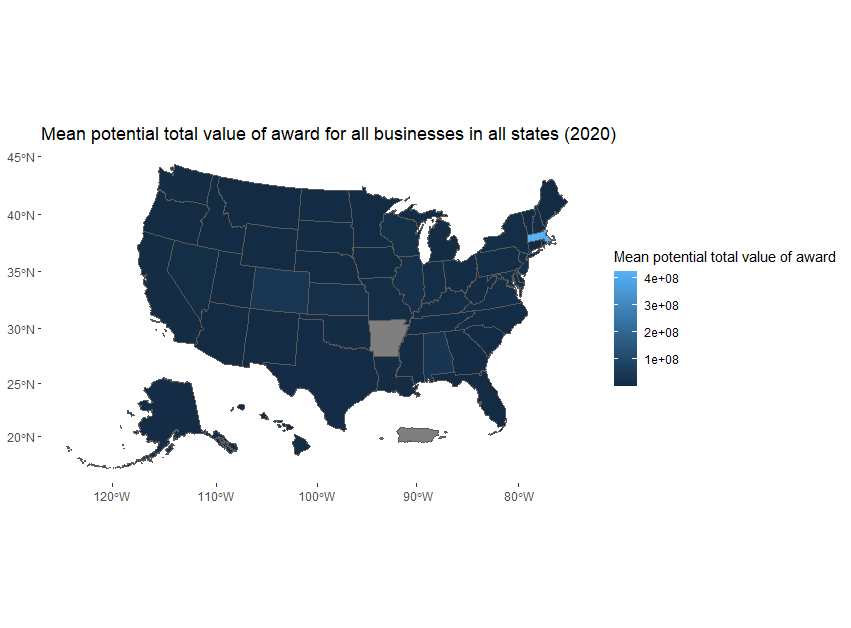 Mean potential total value of award for all businesses in all states (2020)
45°N
40°N
35°N
30°N
25°N
20°N
120°W
110°W
100°W
90°W
80°W
Mean potential total value of award
4e+08
3e+08
2e+08
1e+08